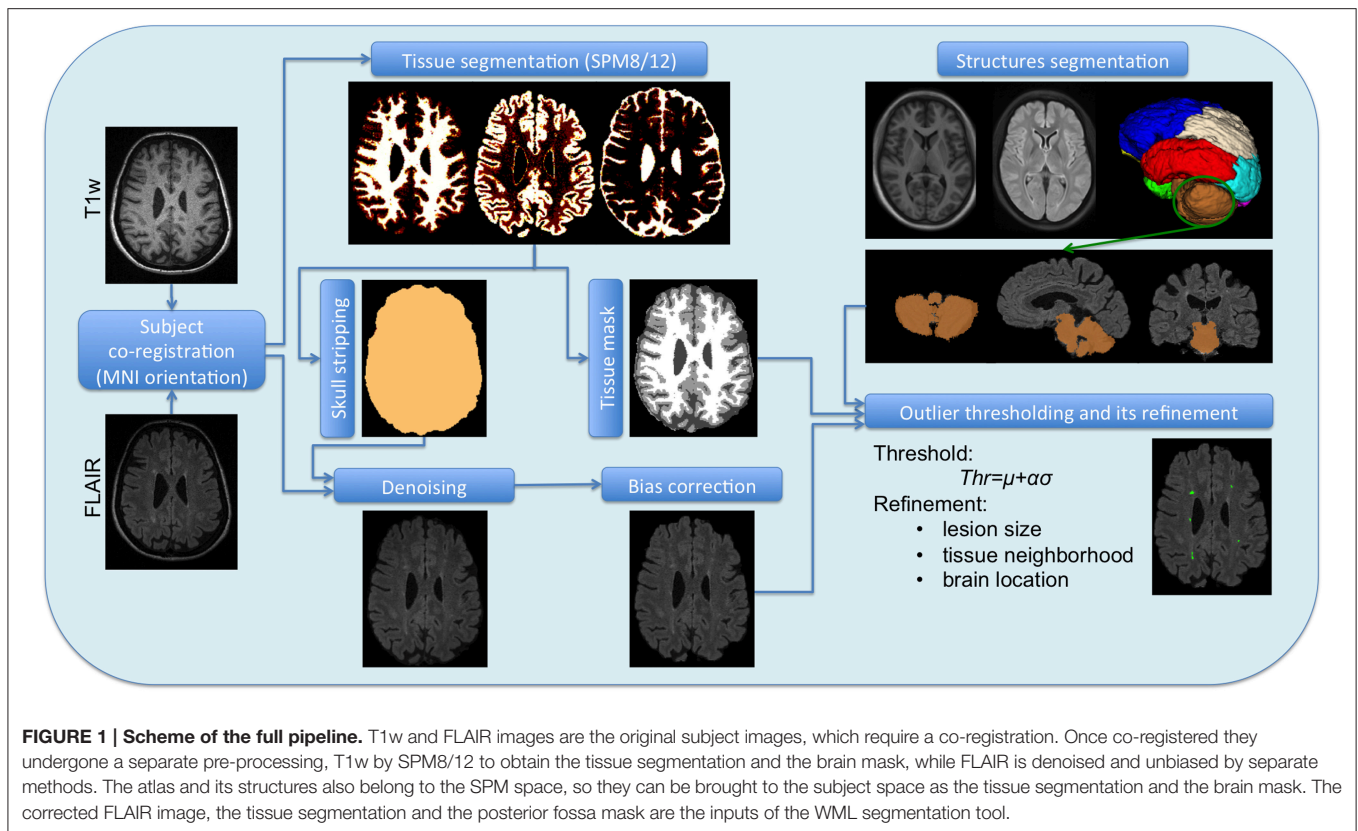 Tissue segmentation (SPM8/12)
Structures segmentation
T1w
Subject
co-registration
(MNI orientation)
FLAIR
Skull stripping
Tissue mask
Denoising
Bias correction
Outlier thresholding and its refinement
Threshold:
Thr=μ+ασ
Refinement:
• lesion size
• tissue neighborhood
• brain location
FIGURE 1 | Scheme of the full pipeline. T1w and FLAIR images are the original subject images, which require a co-registration. Once co-registered they
undergone a separate pre-processing, T1w by SPM8/12 to obtain the tissue segmentation and the brain mask, while FLAIR is denoised and unbiased by separate
methods. The atlas and its structures also belong to the SPM space, so they can be brought to the subject space as the tissue segmentation and the brain mask. The
corrected FLAIR image, the tissue segmentation and the posterior fossa mask are the inputs of the WML segmentation tool.